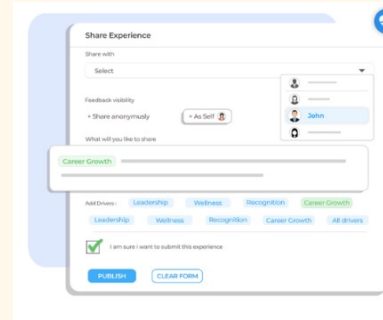 Share Experience
Share with
Select
Feedback visibility
+ Share anonymously
+ As Self
John
What will you like to share
Career Growth
Add Drivers :
Leadership Wellness Recognition Career Growth
Leadership Wellness Recognition Career Growth All drivers
I am sure i want to submit this experience
PUBLISH CLEAR FORM